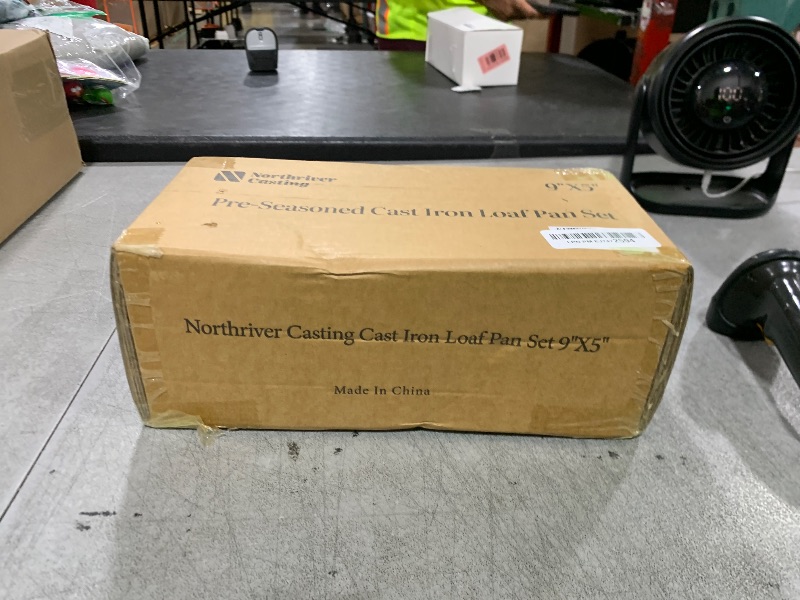 Northriver
Casting
9"X5"
Pre-Seasoned Cast Iron Loaf Pan Set
Northriver Casting Cast Iron Loaf Pan Set 9"X5"
Made In China
100